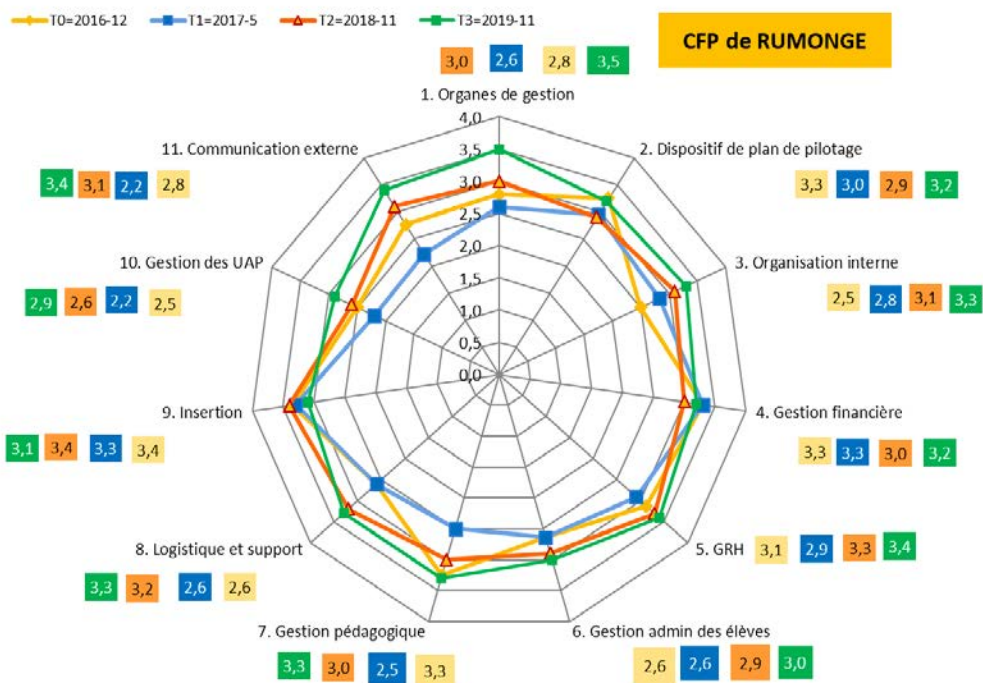 T0=2016-12 T1=2017-5 T2=2018-11 T3=2019-11
CFP de RUMONGE
3,0 2,6 2,8 3,5
1. Organes de gestion
4,0
3,5
3,0
2,5
2,0
1,5
1,0
0,5
0,0
2. Dispositif de plan de pilotage
3,3 3,0 2,9 3,2
3. Organisation interne
2,5 2,8 3,1 3,3
4. Gestion financière
3,3 3,3 3,0 3,2
5. GRH
3,1 2,9 3,3 3,4
6. Gestion admin des élèves
2,6 2,6 2,9 3,0
7. Gestion pédagogique
3,3 3,0 2,5 3,3
8. Logistique et support
3,3 3,2 2,6 2,6
9. Insertion
3,1 3,4 3,3 3,4
10. Gestion des UAP
2,9 2,6 2,2 2,5
11. Communication externe
3,4 3,1 2,2 2,8